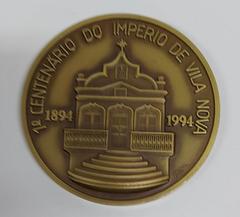 1º CENTENÁRIO DO IMPÉRIO DE VILA NOVA
1894 1994